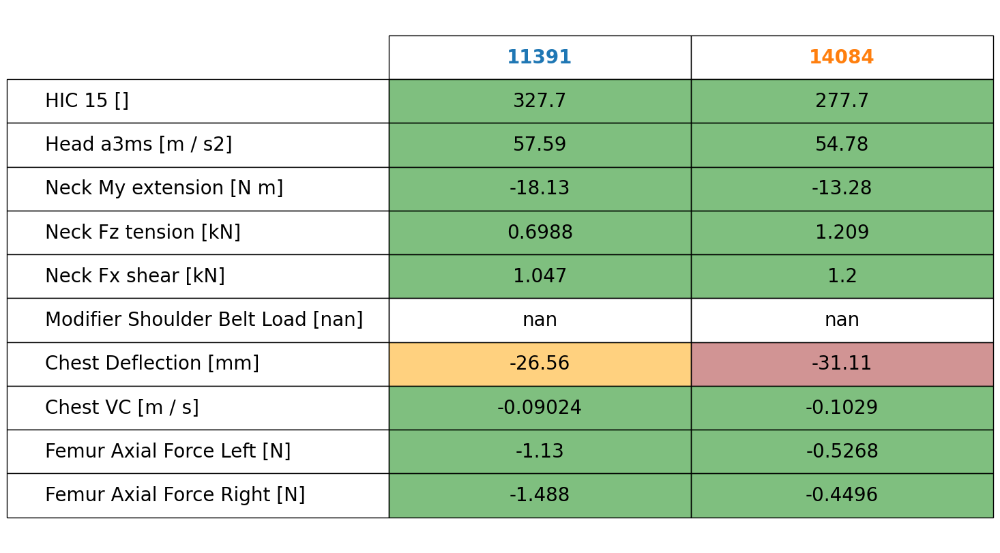 11391 14084
HIC 15 [] 327.7 277.7
Head a3ms [m / s2] 57.59 54.78
Neck My extension [N m] -18.13 -13.28
Neck Fz tension [kN] 0.6988 1.209
Neck Fx shear [kN] 1.047 1.2
Modifier Shoulder Belt Load [nan] nan nan
Chest Deflection [mm] -26.56 -31.11
Chest VC [m / s] -0.09024 -0.1029
Femur Axial Force Left [N] -1.13 -0.5268
Femur Axial Force Right [N] -1.488 -0.4496